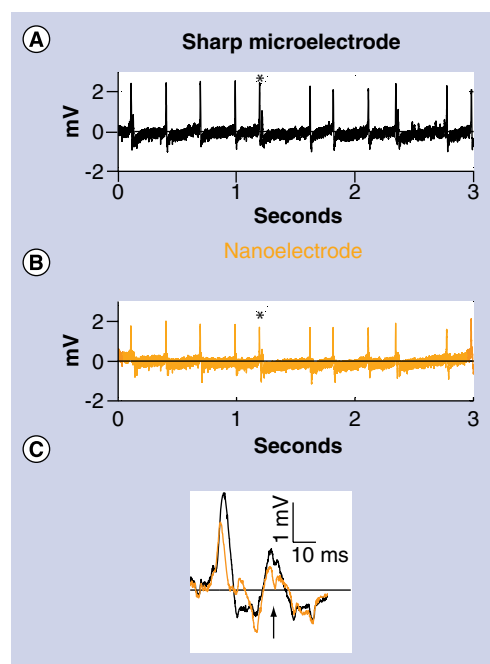 A
Sharp microelectrode
*
mV
2
0
-2
0 1 2 3
Seconds
Nanoelectrode
B
*
mV
2
0
-2
0 1 2 3
Seconds
C
1 mV
10 ms